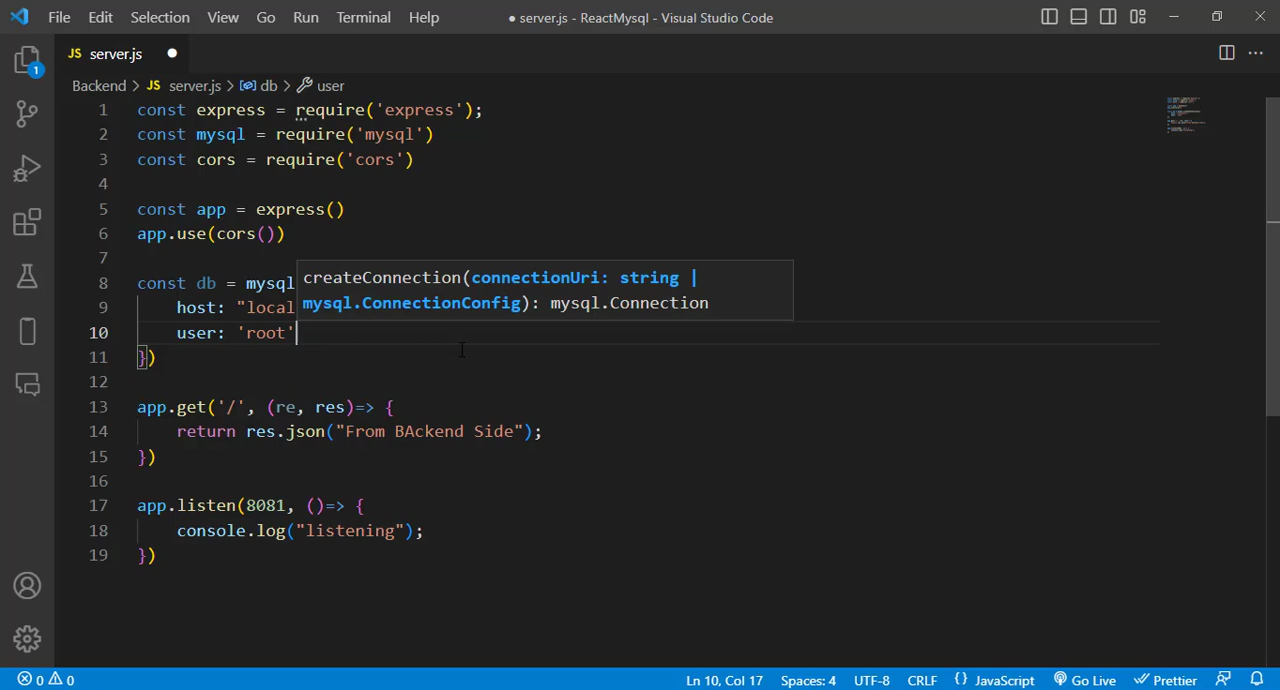 File Edit Selection View Go Run Terminal Help ● server.js - ReactMysql - Visual Studio Code
JS server.js ●
Backend > JS server.js > db > user
1 const express = require('express');
2 const mysql = require('mysql')
3 const cors = require('cors')
4
5 const app = express()
6 app.use(cors())
7
8 const db = mysql
createConnection(connectionUri: string |
mysql.ConnectionConfig): mysql.Connection
9 host: "local
10 user: 'root'
11 })
12
13 app.get('/', (re, res)=> {
14 return res.json("From BAckend Side");
15 })
16
17 app.listen(8081, ()=> {
18 console.log("listening");
19 })
1
0 0 Ln 10, Col 17 Spaces: 4 UTF-8 CRLF {} JavaScript Go Live Prettier